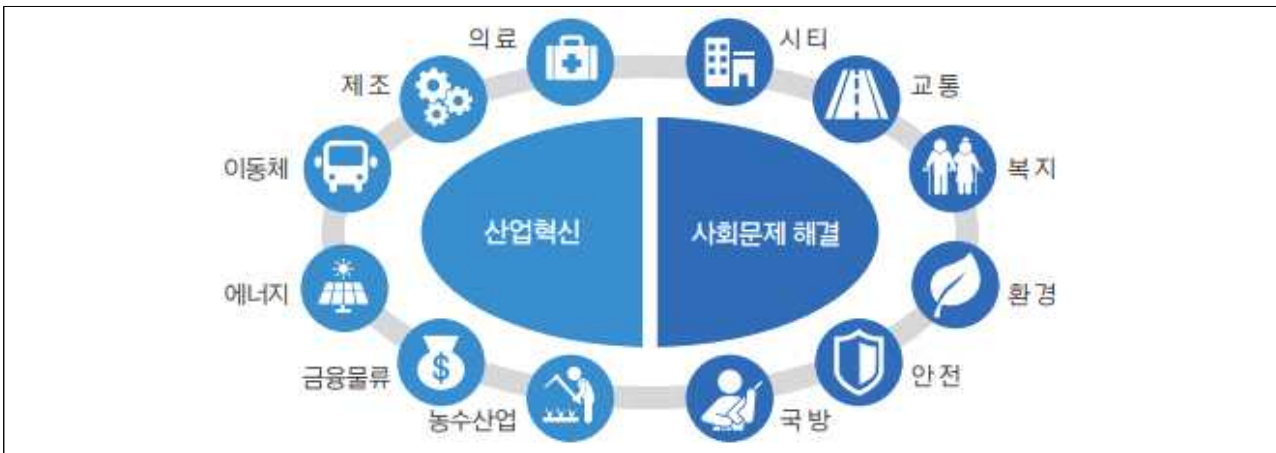 의료
시티
제조
교통
이동체
복지
산업혁신
사회문제 해결
에너지
환경
금융물류
안전
농수산업
국방
$